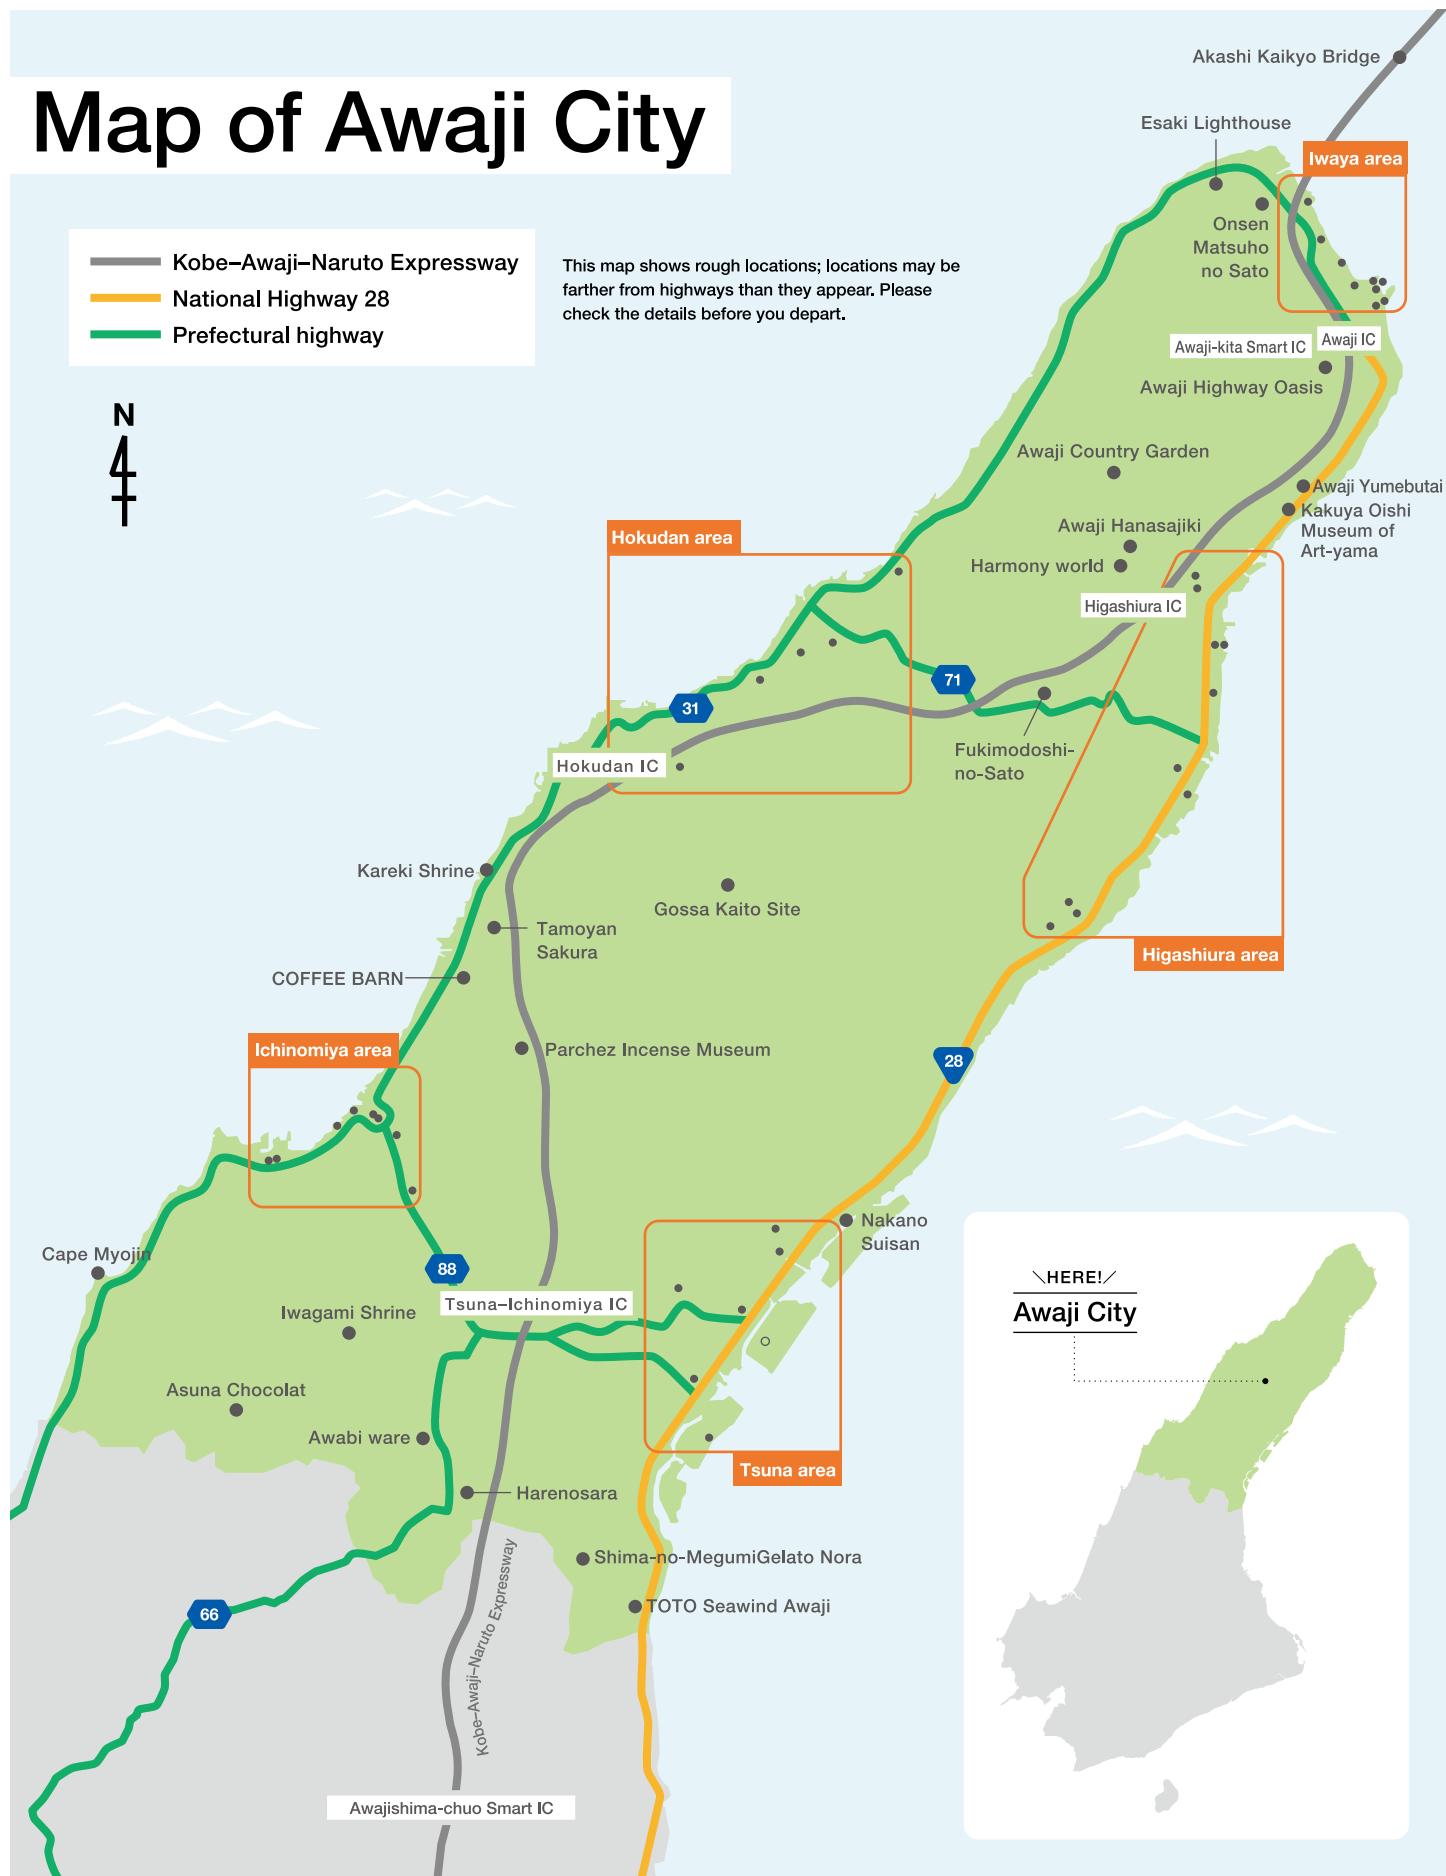 Akashi Kaikyo Bridge
Map of Awaji City
Esaki Lighthouse
Iwaya area
Onsen
Matsuho
no Sato
Kobe–Awaji–Naruto Expressway
National Highway 28
Prefectural highway
This map shows rough locations; locations may be
farther from highways than they appear. Please
check the details before you depart.
Awaji-kita Smart IC
Awaji IC
Awaji Highway Oasis
N
Awaji Country Garden
Awaji Yumebutai
Kakuya Oishi
Museum of
Art-yama
Awaji Hanasajiki
Hokudan area
Harmony world
Higashiura IC
71
31
Fukimodoshi-
no-Sato
Hokudan IC
Kareki Shrine
Gossa Kaito Site
Tamoyan
Sakura
Higashiura area
COFFEE BARN
Ichinomiya area
Parchez Incense Museum
28
Nakano
Suisan
Cape Myojin
88
Tsuna–Ichinomiya IC
Iwagami Shrine
HERE!
Awaji City
Asuna Chocolat
Awabi ware
Tsuna area
Harenosara
Shima-no-MegumiGelato Nora
TOTO Seawind Awaji
66
Kobe–Awaji–Naruto Expressway
Awajishima-chuo Smart IC